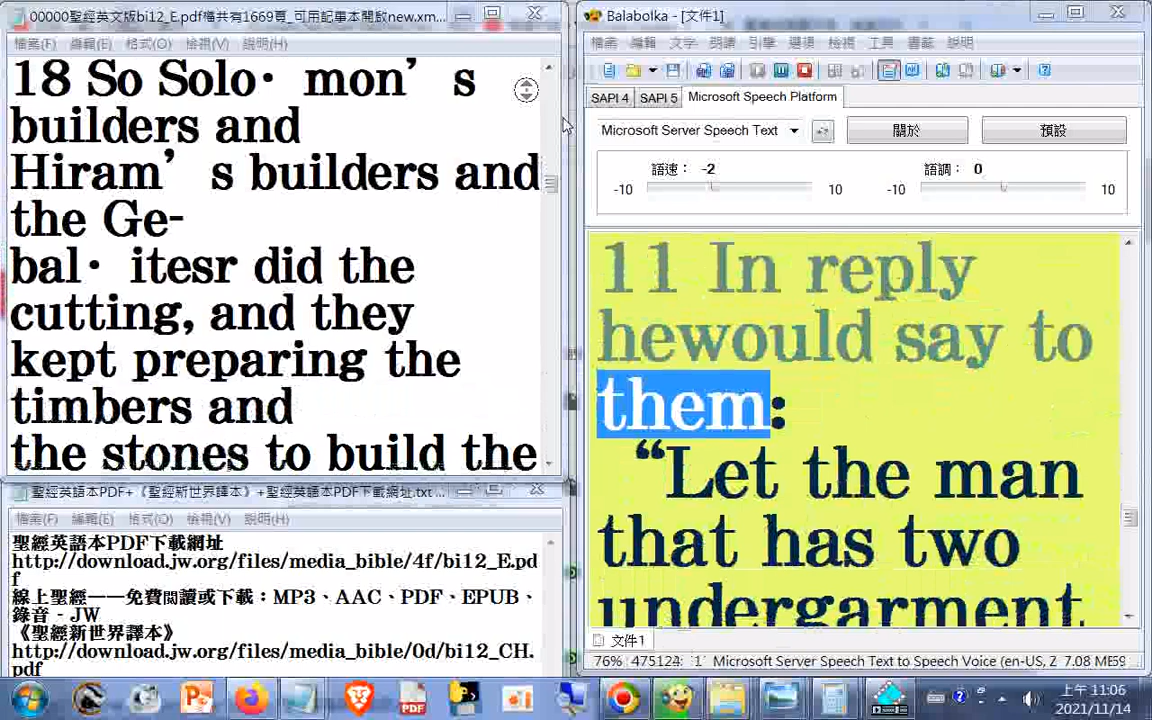 00000聖經英文版bi12_E.pdf檔共有1669頁_可用記事本開啟new.xm...
檔案(F) 編輯(E) 格式(O) 檢視(V) 說明(H)
18 So Solo‧ mon’s
builders and
Hiram’s builders and
the Ge-
bal‧ itesr did the
cutting, and they
kept preparing the
timbers and
the stones to build the
聖經英語本PDF+《聖經新世界譯本》+聖經英語本PDF下載網址.txt ...
檔案(F) 編輯(E) 格式(O) 檢視(V) 說明(H)
聖經英語本PDF下載網址
http://download.jw.org/files/media_bible/4f/bi12_E.pd
f
線上聖經——免費閱讀或下載：MP3、AAC、PDF、EPUB、
錄音 - JW
《聖經新世界譯本》
http://download.jw.org/files/media_bible/0d/bi12_CH.
pdf
Balabolka - [文件1]
檔案 編輯 文字 朗讀 引擎 選項 檢視 工具 書籤 說明
SAPI 4 SAPI 5 Microsoft Speech Platform
Microsoft Server Speech Text 關於 預設
語速： -2 語調： 0
-10 10 -10 10
11 In reply
hewould say to
them:
“Let the man
that has two
undergarment
文件1
76% 475124: 1 Microsoft Server Speech Text to Speech Voice (en-US, Z 7.08 ME59
PDF
上午 11:06
2021/11/14